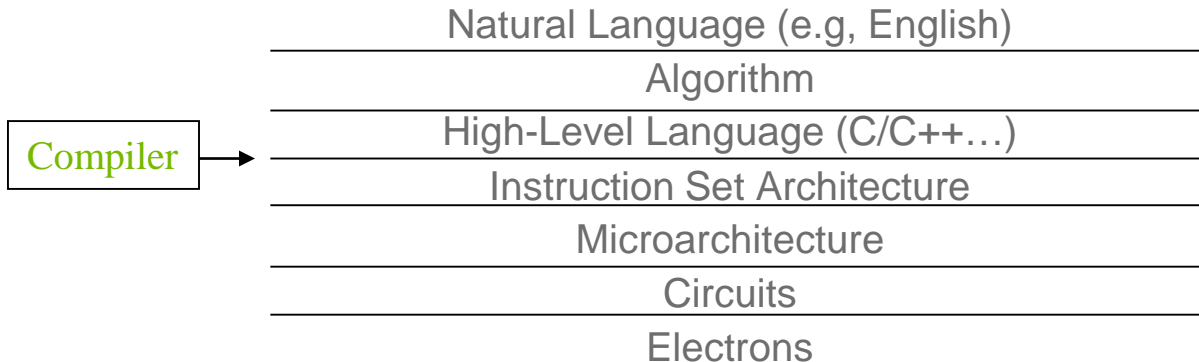 Natural Language (e.g, English)
Algorithm
High-Level Language (C/C++…)
Compiler
Instruction Set Architecture
Microarchitecture
Circuits
Electrons